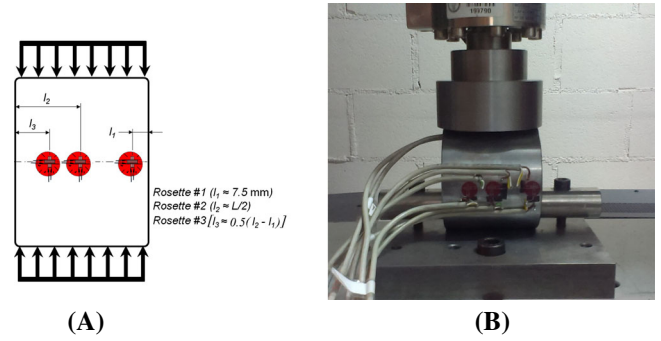 l₂
l₃
l₁
Rosette #1 (l₁ ≈ 7.5 mm)
Rosette #2 (l₂ ≈ L/2)
Rosette #3 [l₃ ≈ 0.5(l₂ - l₁)]
195790
(A)
(B)